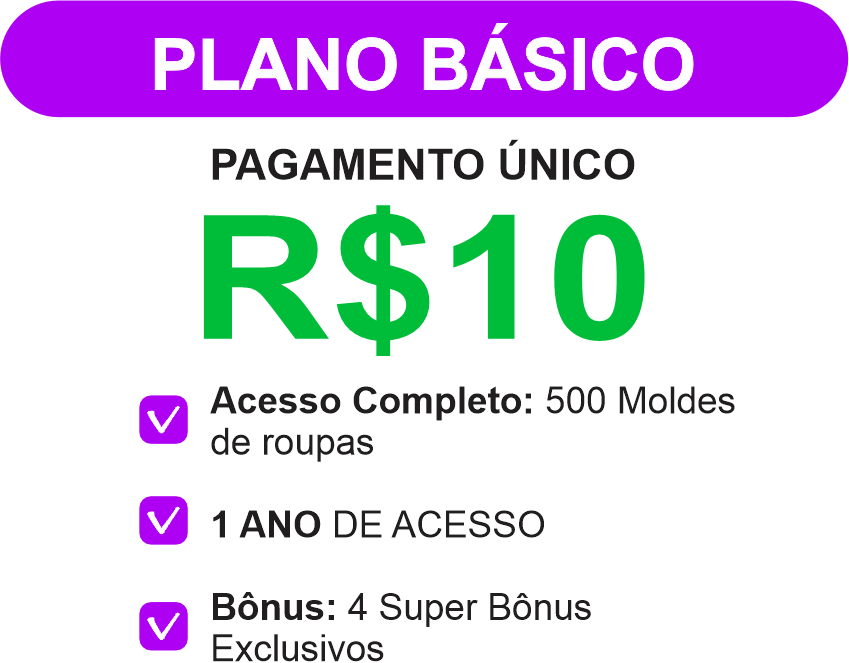 PLANO BÁSICO
PAGAMENTO ÚNICO
R$10
Acesso Completo: 500 Moldes
de roupas
1 ANO DE ACESSO
Bônus: 4 Super Bônus
Exclusivos